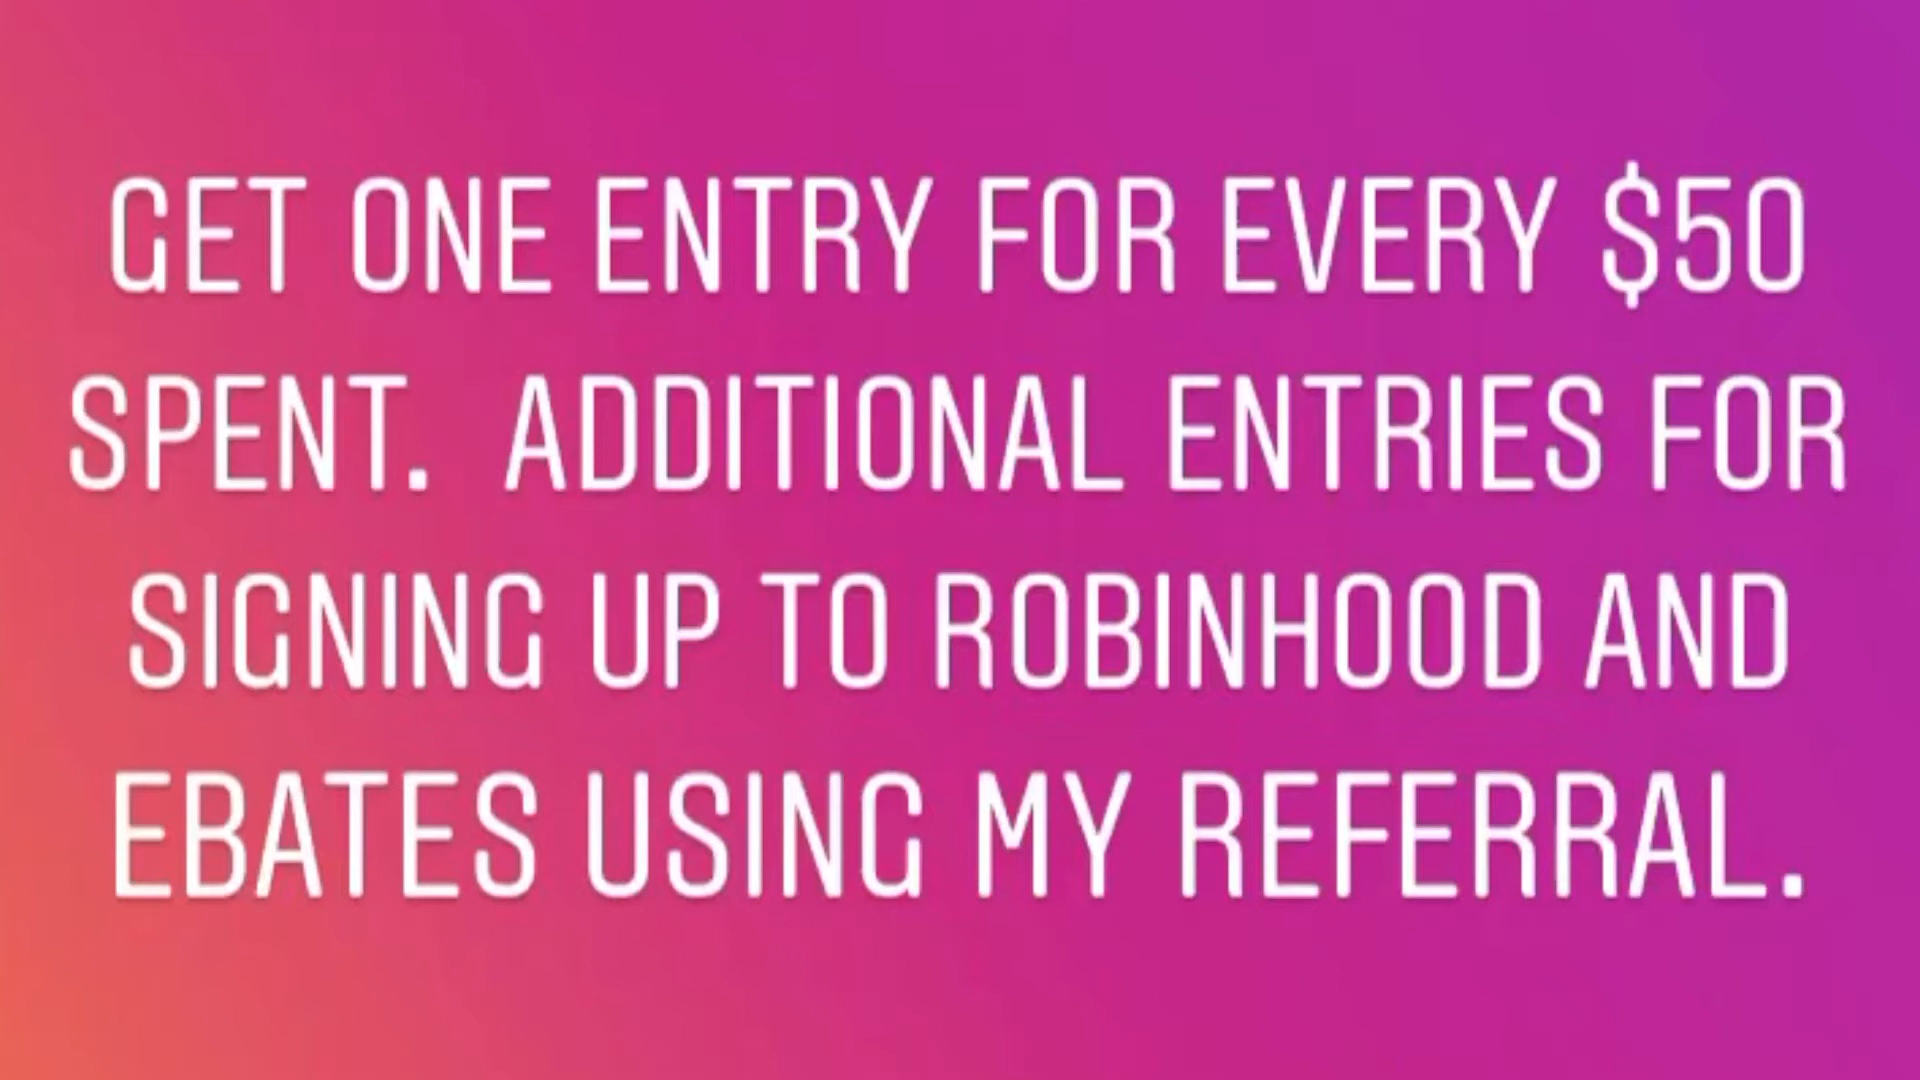 GET ONE ENTRY FOR EVERY $50
SPENT.  ADDITIONAL ENTRIES FOR
SIGNING UP TO ROBINHOOD AND
EBATES USING MY REFERRAL.